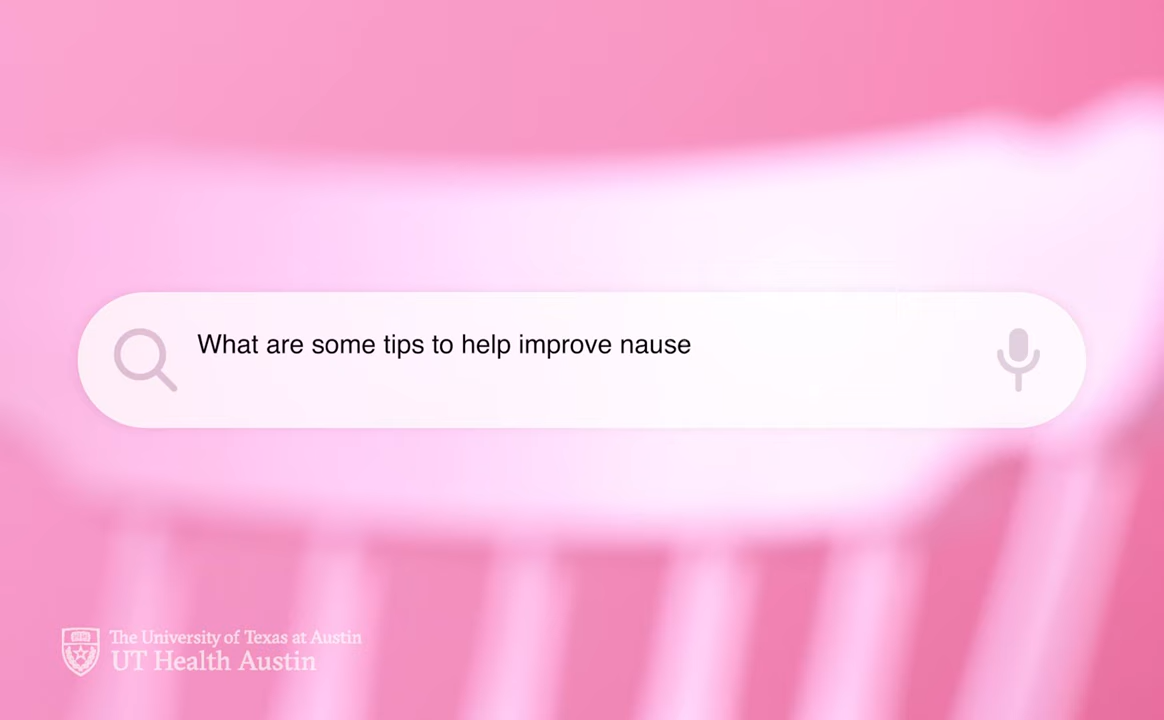 What are some tips to help improve nause
The University of Texas at Austin
UT Health Austin